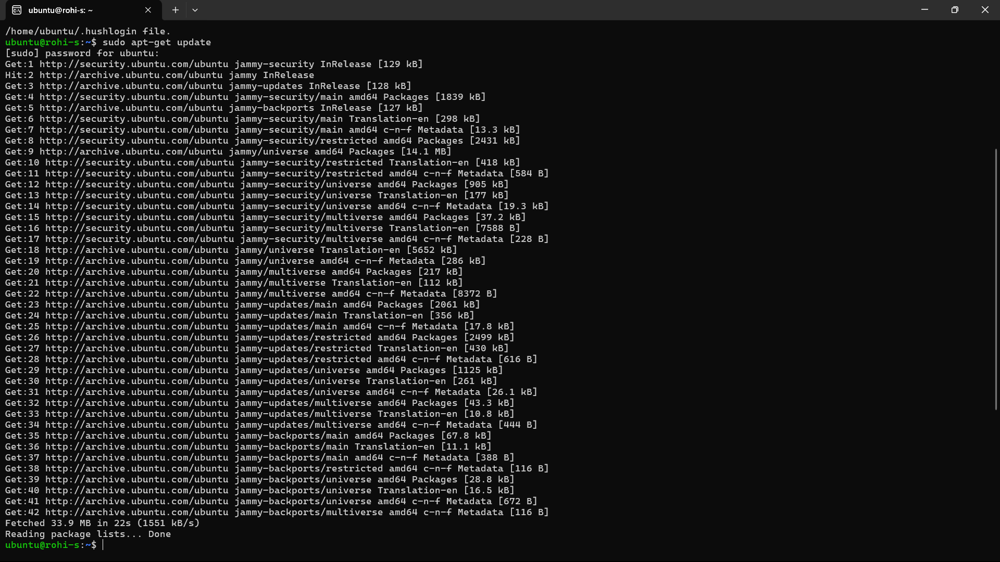 ubuntu@rohi-s: ~
/home/ubuntu/.hushlogin file.
ubuntu@rohi-s:~$ sudo apt-get update
[sudo] password for ubuntu:
Get:1 http://security.ubuntu.com/ubuntu jammy-security InRelease [129 kB]
Hit:2 http://archive.ubuntu.com/ubuntu jammy InRelease
Get:3 http://archive.ubuntu.com/ubuntu jammy-updates InRelease [128 kB]
Get:4 http://security.ubuntu.com/ubuntu jammy-security/main amd64 Packages [1839 kB]
Get:5 http://archive.ubuntu.com/ubuntu jammy-backports InRelease [127 kB]
Get:6 http://security.ubuntu.com/ubuntu jammy-security/main Translation-en [298 kB]
Get:7 http://security.ubuntu.com/ubuntu jammy-security/main amd64 c-n-f Metadata [13.3 kB]
Get:8 http://security.ubuntu.com/ubuntu jammy-security/restricted amd64 Packages [2431 kB]
Get:9 http://archive.ubuntu.com/ubuntu jammy/universe amd64 Packages [14.1 MB]
Get:10 http://security.ubuntu.com/ubuntu jammy-security/restricted Translation-en [418 kB]
Get:11 http://security.ubuntu.com/ubuntu jammy-security/restricted amd64 c-n-f Metadata [584 B]
Get:12 http://security.ubuntu.com/ubuntu jammy-security/universe amd64 Packages [905 kB]
Get:13 http://security.ubuntu.com/ubuntu jammy-security/universe Translation-en [177 kB]
Get:14 http://security.ubuntu.com/ubuntu jammy-security/universe amd64 c-n-f Metadata [19.3 kB]
Get:15 http://security.ubuntu.com/ubuntu jammy-security/multiverse amd64 Packages [37.2 kB]
Get:16 http://security.ubuntu.com/ubuntu jammy-security/multiverse Translation-en [7588 B]
Get:17 http://security.ubuntu.com/ubuntu jammy-security/multiverse amd64 c-n-f Metadata [228 B]
Get:18 http://archive.ubuntu.com/ubuntu jammy/universe Translation-en [5652 kB]
Get:19 http://archive.ubuntu.com/ubuntu jammy/universe amd64 c-n-f Metadata [286 kB]
Get:20 http://archive.ubuntu.com/ubuntu jammy/multiverse amd64 Packages [217 kB]
Get:21 http://archive.ubuntu.com/ubuntu jammy/multiverse Translation-en [112 kB]
Get:22 http://archive.ubuntu.com/ubuntu jammy/multiverse amd64 c-n-f Metadata [8372 B]
Get:23 http://archive.ubuntu.com/ubuntu jammy-updates/main amd64 Packages [2061 kB]
Get:24 http://archive.ubuntu.com/ubuntu jammy-updates/main Translation-en [356 kB]
Get:25 http://archive.ubuntu.com/ubuntu jammy-updates/main amd64 c-n-f Metadata [17.8 kB]
Get:26 http://archive.ubuntu.com/ubuntu jammy-updates/restricted amd64 Packages [2499 kB]
Get:27 http://archive.ubuntu.com/ubuntu jammy-updates/restricted Translation-en [430 kB]
Get:28 http://archive.ubuntu.com/ubuntu jammy-updates/restricted amd64 c-n-f Metadata [616 B]
Get:29 http://archive.ubuntu.com/ubuntu jammy-updates/universe amd64 Packages [1125 kB]
Get:30 http://archive.ubuntu.com/ubuntu jammy-updates/universe Translation-en [261 kB]
Get:31 http://archive.ubuntu.com/ubuntu jammy-updates/universe amd64 c-n-f Metadata [26.1 kB]
Get:32 http://archive.ubuntu.com/ubuntu jammy-updates/multiverse amd64 Packages [43.3 kB]
Get:33 http://archive.ubuntu.com/ubuntu jammy-updates/multiverse Translation-en [10.8 kB]
Get:34 http://archive.ubuntu.com/ubuntu jammy-updates/multiverse amd64 c-n-f Metadata [444 B]
Get:35 http://archive.ubuntu.com/ubuntu jammy-backports/main amd64 Packages [67.8 kB]
Get:36 http://archive.ubuntu.com/ubuntu jammy-backports/main Translation-en [11.1 kB]
Get:37 http://archive.ubuntu.com/ubuntu jammy-backports/main amd64 c-n-f Metadata [388 B]
Get:38 http://archive.ubuntu.com/ubuntu jammy-backports/restricted amd64 c-n-f Metadata [116 B]
Get:39 http://archive.ubuntu.com/ubuntu jammy-backports/universe amd64 Packages [28.8 kB]
Get:40 http://archive.ubuntu.com/ubuntu jammy-backports/universe Translation-en [16.5 kB]
Get:41 http://archive.ubuntu.com/ubuntu jammy-backports/universe amd64 c-n-f Metadata [672 B]
Get:42 http://archive.ubuntu.com/ubuntu jammy-backports/multiverse amd64 c-n-f Metadata [116 B]
Fetched 33.9 MB in 22s (1551 kB/s)
Reading package lists... Done
ubuntu@rohi-s:~$